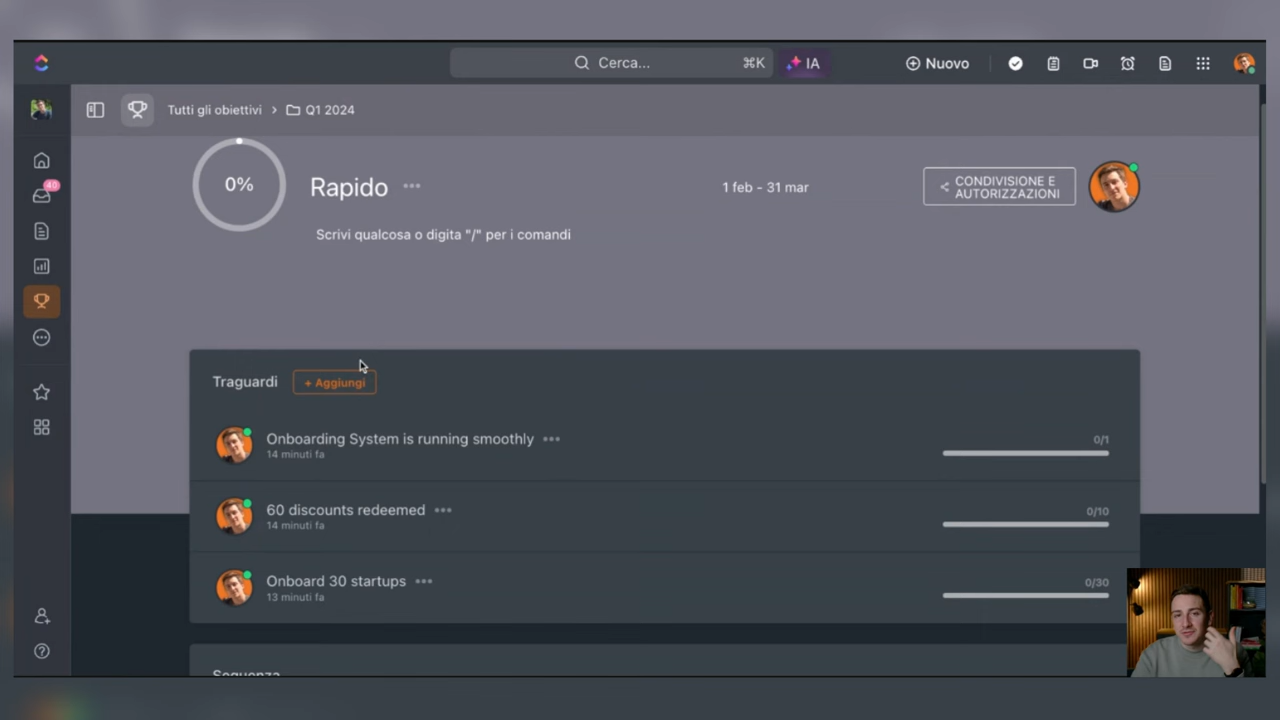 Cerca...
⌘K
IA
Nuovo
Tutti gli obiettivi > Q1 2024
40
0%
Rapido
1 feb - 31 mar
CONDIVISIONE E
AUTORIZZAZIONI
Scrivi qualcosa o digita "/" per i comandi
Traguardi
+ Aggiungi
Onboarding System is running smoothly
0/1
14 minuti fa
60 discounts redeemed
0/10
14 minuti fa
Onboard 30 startups
0/30
13 minuti fa
Sequenza